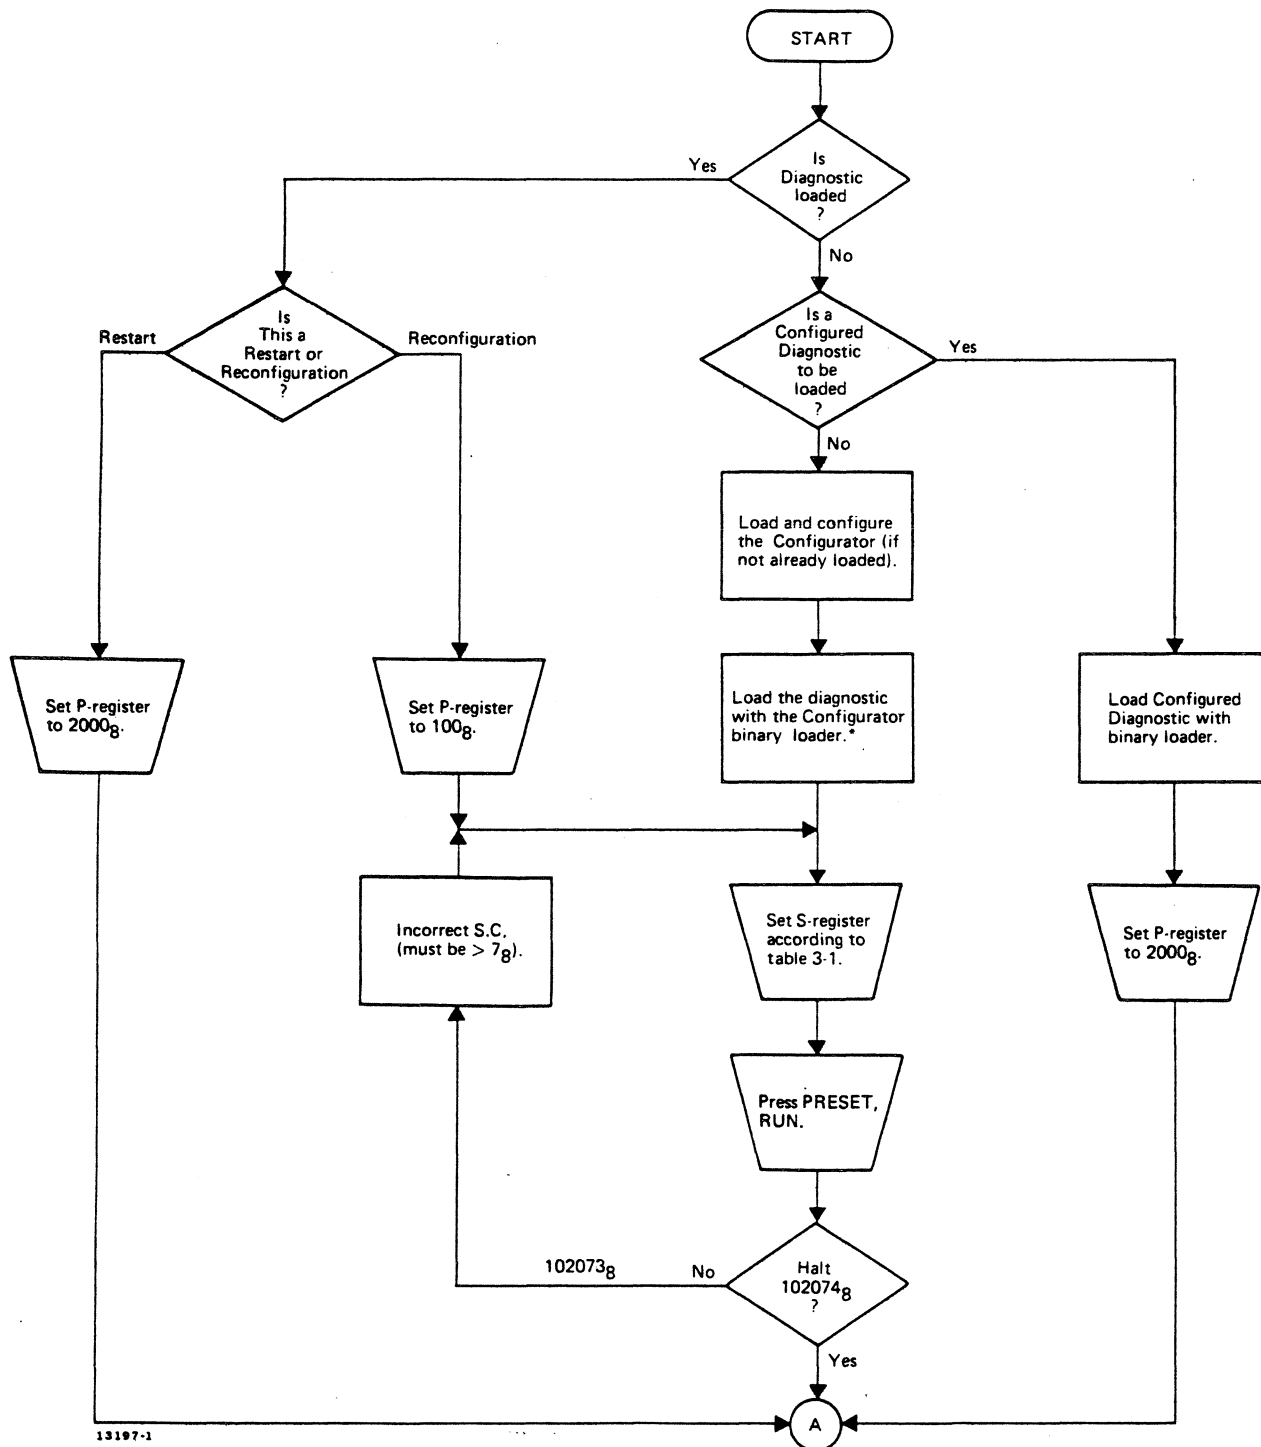 START
Is
Diagnostic
loaded
?
Yes
No
Is
This a
Restart or
Reconfiguration
?
Restart
Reconfiguration
Is a
Configured
Diagnostic
to be
loaded
?
Yes
No
Load and configure
the Configurator (if
not already loaded).
Set P-register
to 2000₈.
Set P-register
to 100₈.
Load the diagnostic
with the Configurator
binary loader.*
Load Configured
Diagnostic with
binary loader.
Incorrect S.C.
(must be > 7₈).
Set S-register
according to
table 3-1.
Set P-register
to 2000₈.
Press PRESET,
RUN.
102073₈
No
Halt
102074₈
?
Yes
A
13197-1